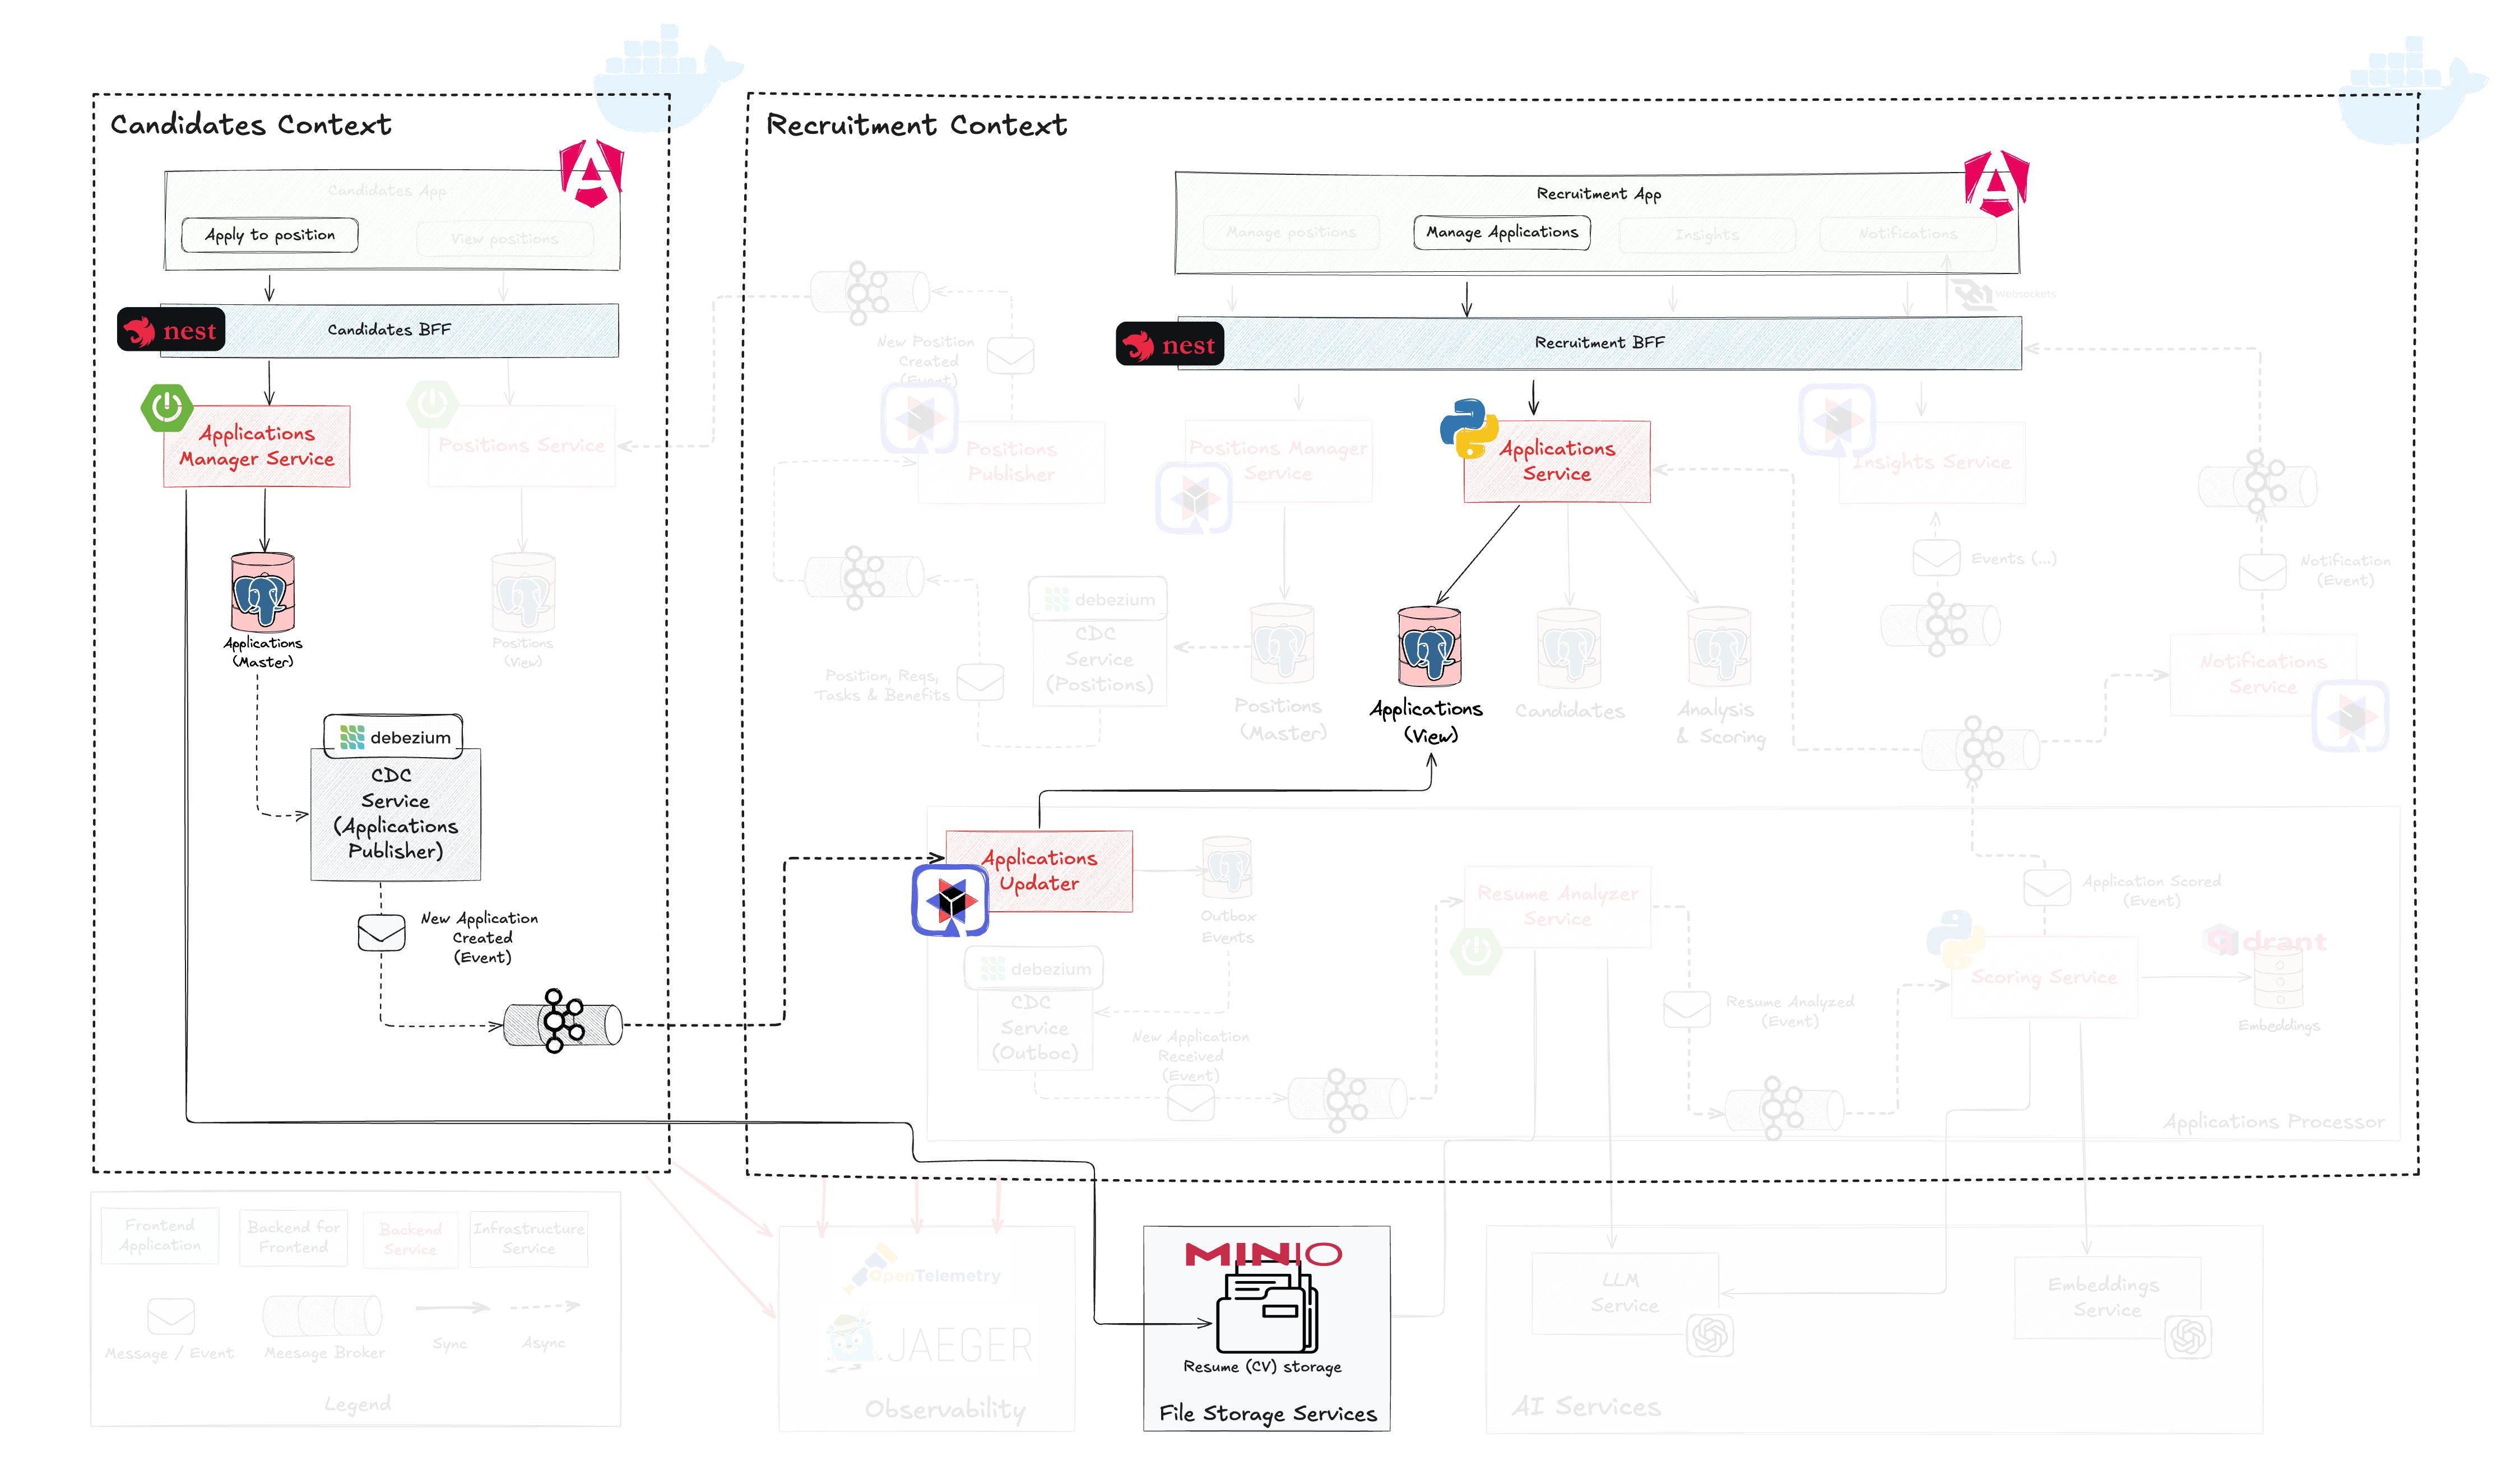 Candidates Context
Candidates App
Apply to position
View positions
nest
Candidates BFF
Applications
Manager Service
Positions Service
Applications
(Master)
Positions
(View)
debezium
CDC
Service
(Applications
Publisher)
New Application
Created
(Event)
Recruitment Context
Recruitment App
Manage positions
Manage Applications
Insights
Notifications
Websockets
nest
Recruitment BFF
New Position
Created
(Event)
Positions
Publisher
Positions Manager
Service
Applications
Service
Insights Service
Events (...)
Notification
(Event)
Notifications
Service
debezium
CDC
Service
(Positions)
Position, Reqs,
Tasks & Benefits
Positions
(Master)
Applications
(View)
Candidates
Analysis
& Scoring
Applications
Updater
Outbox
Events
debezium
CDC
Service
(Outboc)
New Application
Received
(Event)
Resume Analyzer
Service
Resume Analyzed
(Event)
Application Scored
(Event)
Scoring Service
qdrant
Embeddings
Applications Processor
Frontend
Application
Backend for
Frontend
Backend
Service
Infrastructure
Service
Message / Event
Meesage Broker
Sync
Async
Legend
OpenTelemetry
JAEGER
Observability
MINIO
Resume (CV) storage
File Storage Services
LLM
Service
Embeddings
Service
AI Services